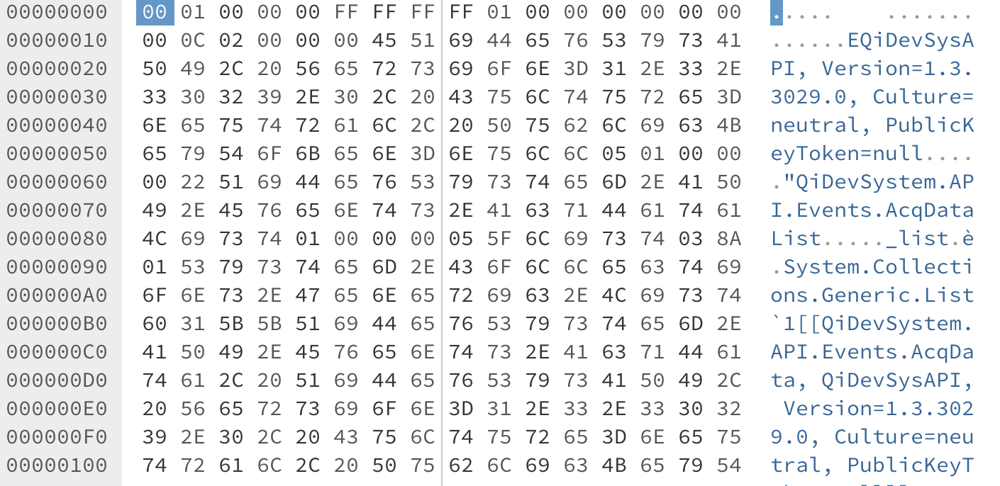 00000000 00 01 00 00 00 FF FF FF FF 01 00 00 00 00 00 00 ..... .......
00000010 00 0C 02 00 00 00 45 51 69 44 65 76 53 79 73 41 ......EQiDevSysA
00000020 50 49 2C 20 56 65 72 73 69 6F 6E 3D 31 2E 33 2E PI, Version=1.3.
00000030 33 30 32 39 2E 30 2C 20 43 75 6C 74 75 72 65 3D 3029.0, Culture=
00000040 6E 65 75 74 72 61 6C 2C 20 50 75 62 6C 69 63 4B neutral, PublicK
00000050 65 79 54 6F 6B 65 6E 3D 6E 75 6C 6C 05 01 00 00 eyToken=null....
00000060 00 22 51 69 44 65 76 53 79 73 74 65 6D 2E 41 50 ."QiDevSystem.AP
00000070 49 2E 45 76 65 6E 74 73 2E 41 63 71 44 61 74 61 I.Events.AcqData
00000080 4C 69 73 74 01 00 00 00 05 5F 6C 69 73 74 03 8A List....._list.è
00000090 01 53 79 73 74 65 6D 2E 43 6F 6C 6C 65 63 74 69 .System.Collecti
000000A0 6F 6E 73 2E 47 65 6E 65 72 69 63 2E 4C 69 73 74 ons.Generic.List
000000B0 60 31 5B 5B 51 69 44 65 76 53 79 73 74 65 6D 2E `1[[QiDevSystem.
000000C0 41 50 49 2E 45 76 65 6E 74 73 2E 41 63 71 44 61 API.Events.AcqDa
000000D0 74 61 2C 20 51 69 44 65 76 53 79 73 41 50 49 2C ta, QiDevSysAPI,
000000E0 20 56 65 72 73 69 6F 6E 3D 31 2E 33 2E 33 30 32  Version=1.3.302
000000F0 39 2E 30 2C 20 43 75 6C 74 75 72 65 3D 6E 65 75 9.0, Culture=neu
00000100 74 72 61 6C 2C 20 50 75 62 6C 69 63 4B 65 79 54 tral, PublicKeyT